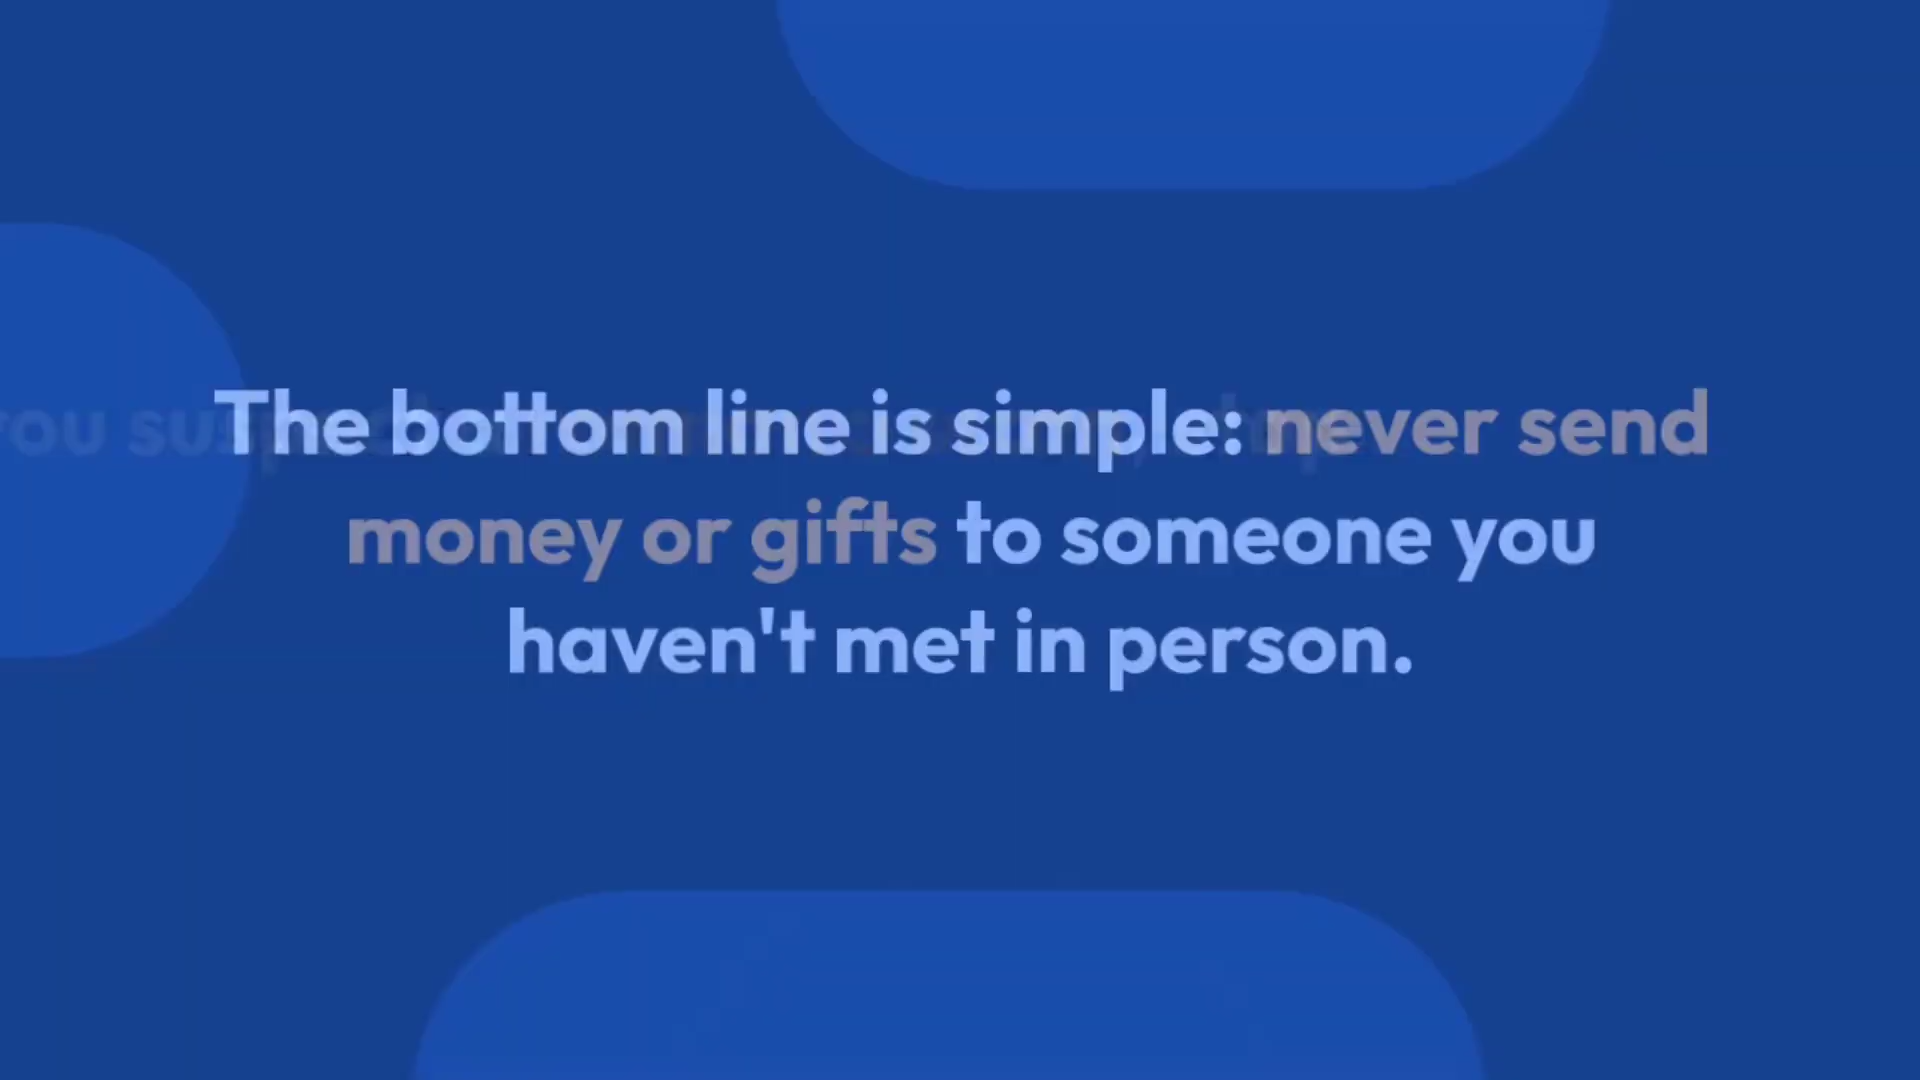 The bottom line is simple: never send
money or gifts to someone you
haven't met in person.